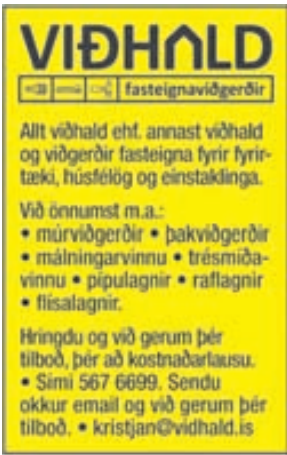 VIÐHALD
fasteignaviðgerðir
Allt viðhald ehf. annast viðhald
og viðgerðir fasteigna fyrir fyrir-
tæki, húsfélög og einstaklinga.
Við önnumst m.a.:
• múrviðgerðir • þakviðgerðir
• málningarvinnu • trésmíða-
vinnu • pípulagnir • raflagnir
• flísalagnir.
Hringdu og við gerum þér
tilboð, þér að kostnaðarlausu.
• Sími 567 6699. Sendu
okkur email og við gerum þér
tilboð. • kristjan@vidhald.is